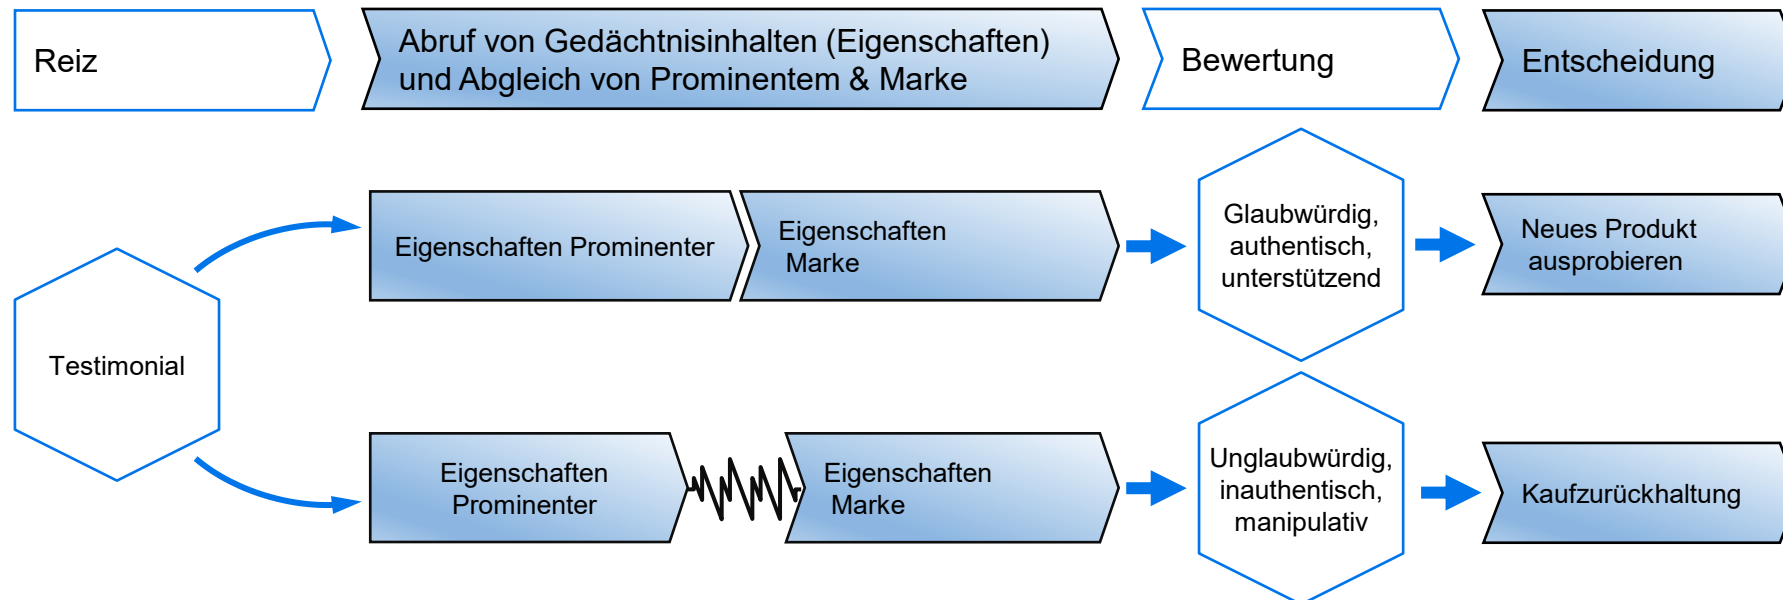 Reiz
Abruf von Gedächtnisinhalten (Eigenschaften)
und Abgleich von Prominentem & Marke
Bewertung
Entscheidung
Testimonial
Eigenschaften Prominenter
Eigenschaften
Marke
Glaubwürdig,
authentisch,
unterstützend
Neues Produkt
ausprobieren
Eigenschaften
Prominenter
Eigenschaften
Marke
Unglaubwürdig,
inauthentisch,
manipulativ
Kaufzurückhaltung